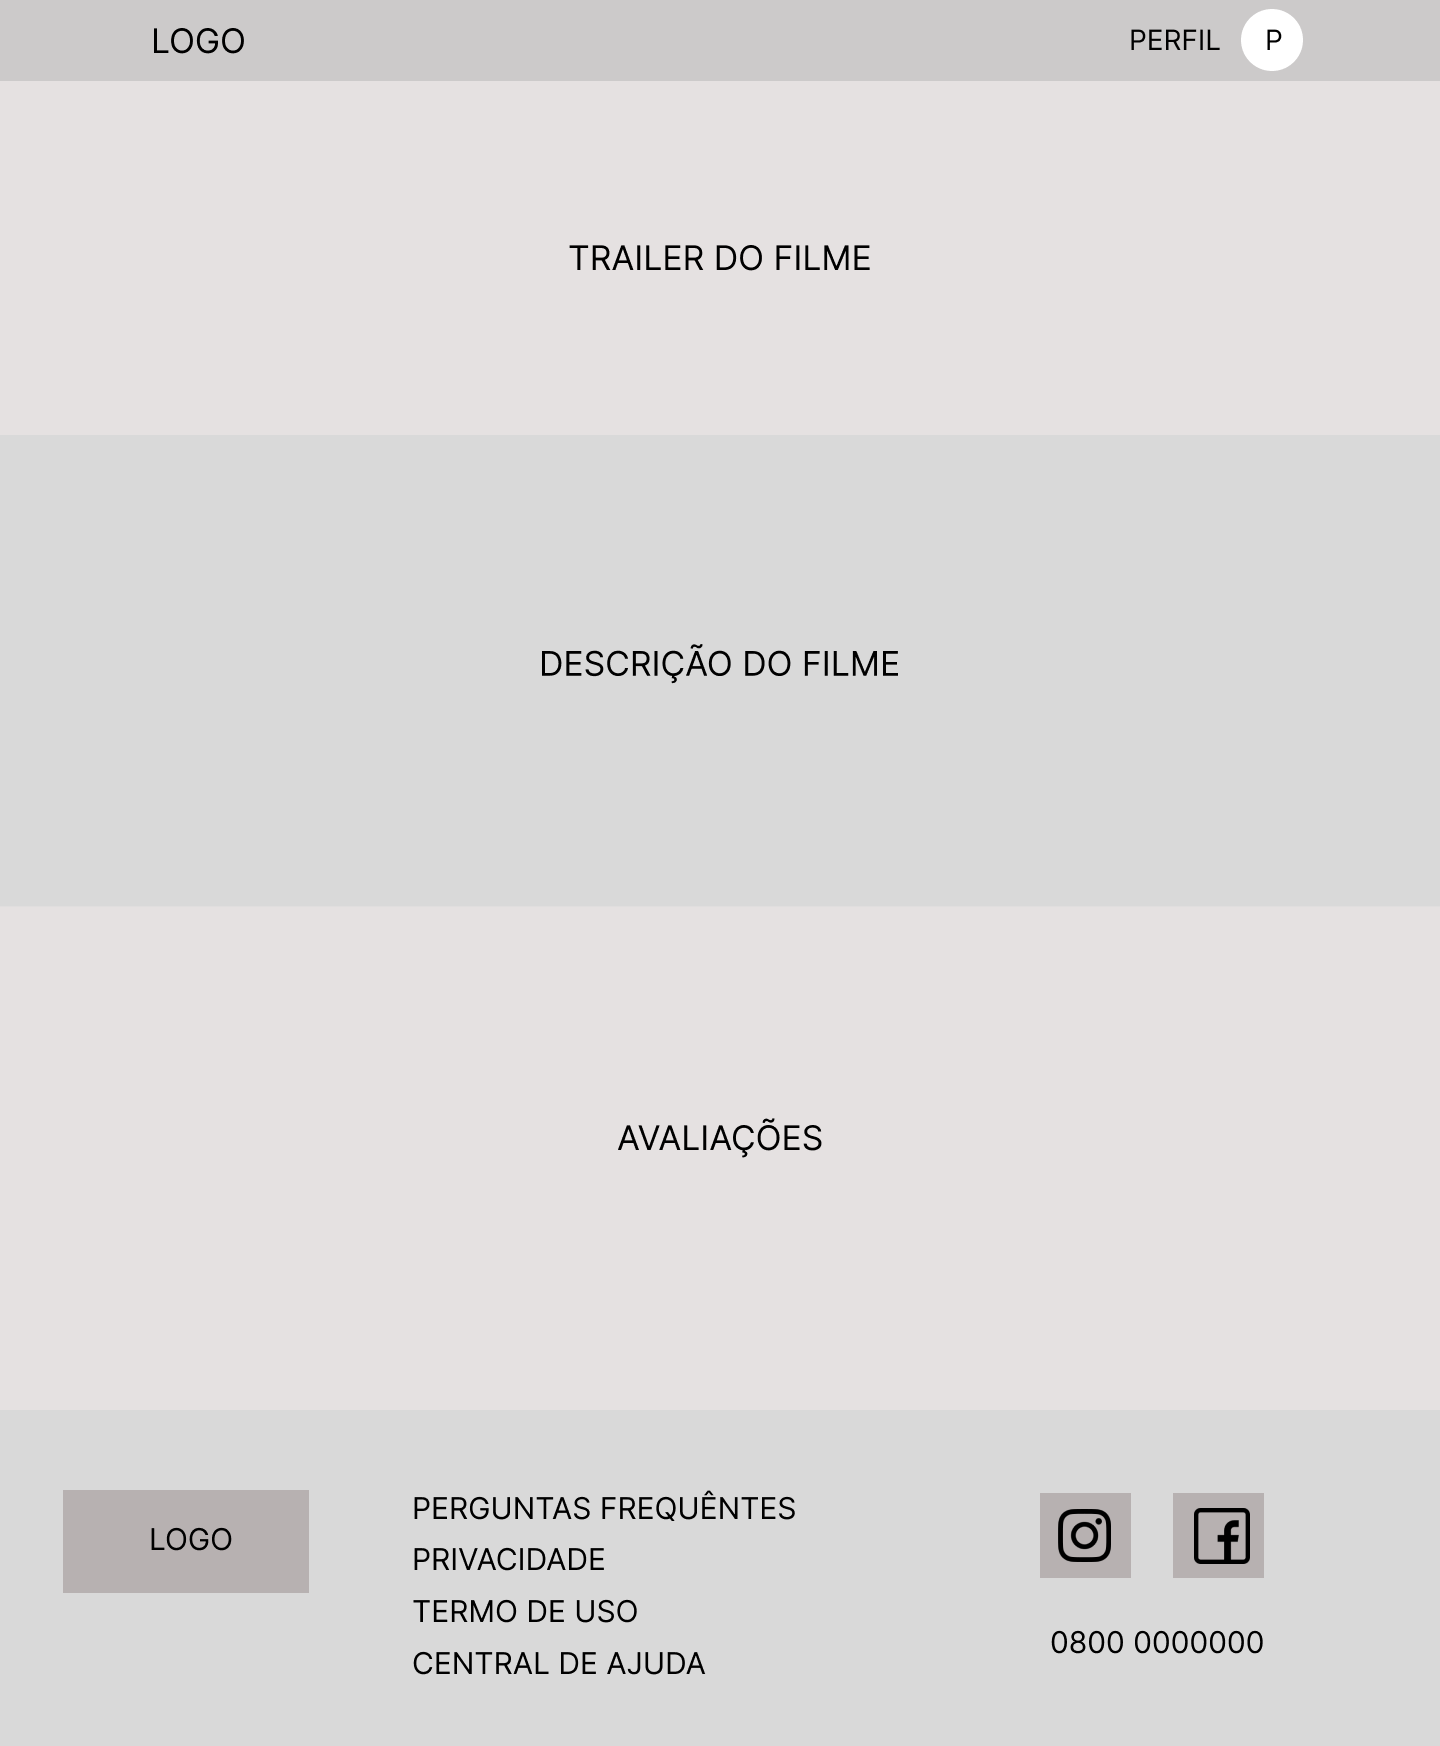 LOGO
PERFIL
P
TRAILER DO FILME
DESCRIÇÃO DO FILME
AVALIAÇÕES
LOGO
PERGUNTAS FREQUÊNTES
PRIVACIDADE
TERMO DE USO
CENTRAL DE AJUDA
0800 0000000